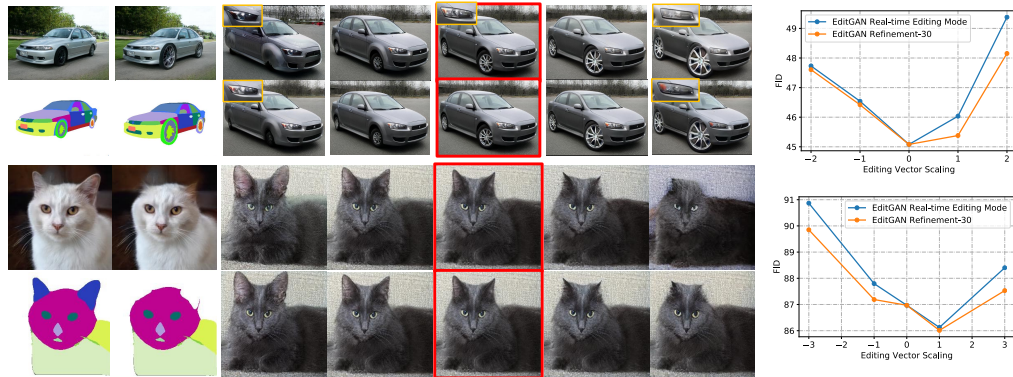 EditGAN Real-time Editing Mode
EditGAN Refinement-30
49
48
47
46
45
FID
−2
−1
0
1
2
Editing Vector Scaling
EditGAN Real-time Editing Mode
EditGAN Refinement-30
91
90
89
88
87
86
FID
−3
−2
−1
0
1
2
3
Editing Vector Scaling